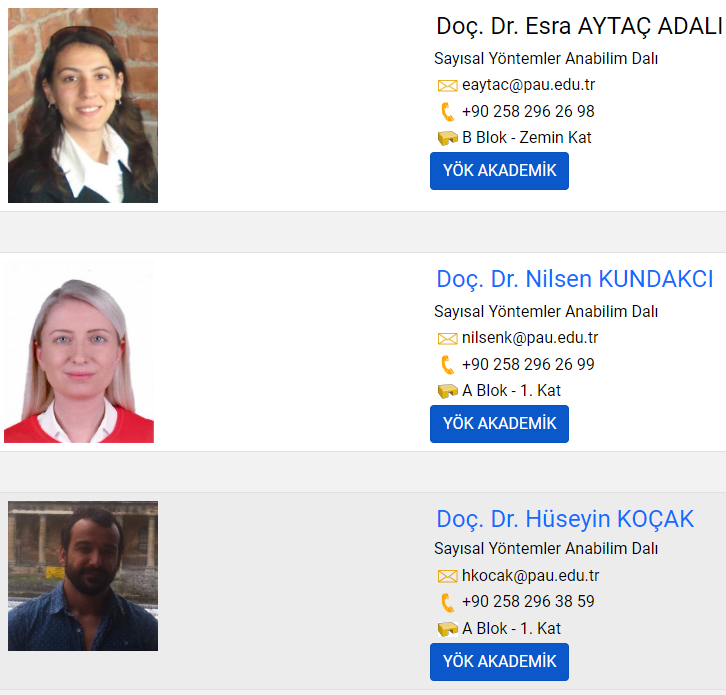 Doç. Dr. Esra AYTAÇ ADALI
Sayısal Yöntemler Anabilim Dalı
eaytac@pau.edu.tr
+90 258 296 26 98
B Blok - Zemin Kat
YÖK AKADEMİK
Doç. Dr. Nilsen KUNDAKCI
Sayısal Yöntemler Anabilim Dalı
nilsenk@pau.edu.tr
+90 258 296 26 99
A Blok - 1. Kat
YÖK AKADEMİK
Doç. Dr. Hüseyin KOÇAK
Sayısal Yöntemler Anabilim Dalı
hkocak@pau.edu.tr
+90 258 296 38 59
A Blok - 1. Kat
YÖK AKADEMİK